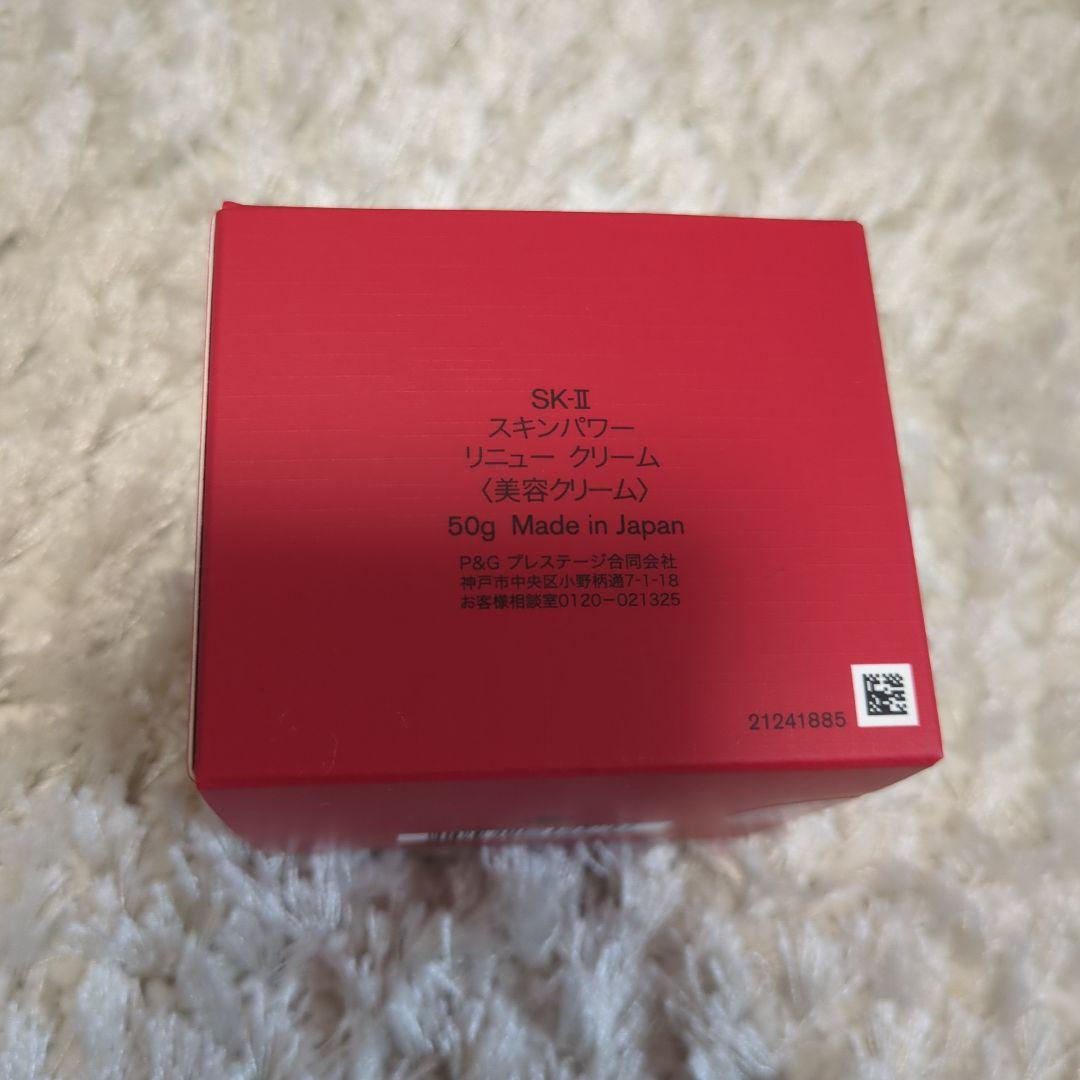 SK-Ⅱ
スキンパワー
リニュー クリーム
〈美容クリーム〉
50g Made in Japan
P&G プレステージ合同会社
神戸市中央区小野柄通7-1-18
お客様相談室0120-021325
21241885